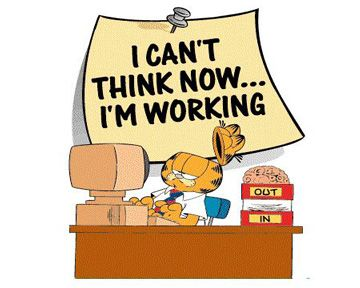 I CAN'T
THINK NOW...
I'M WORKING
OUT
IN